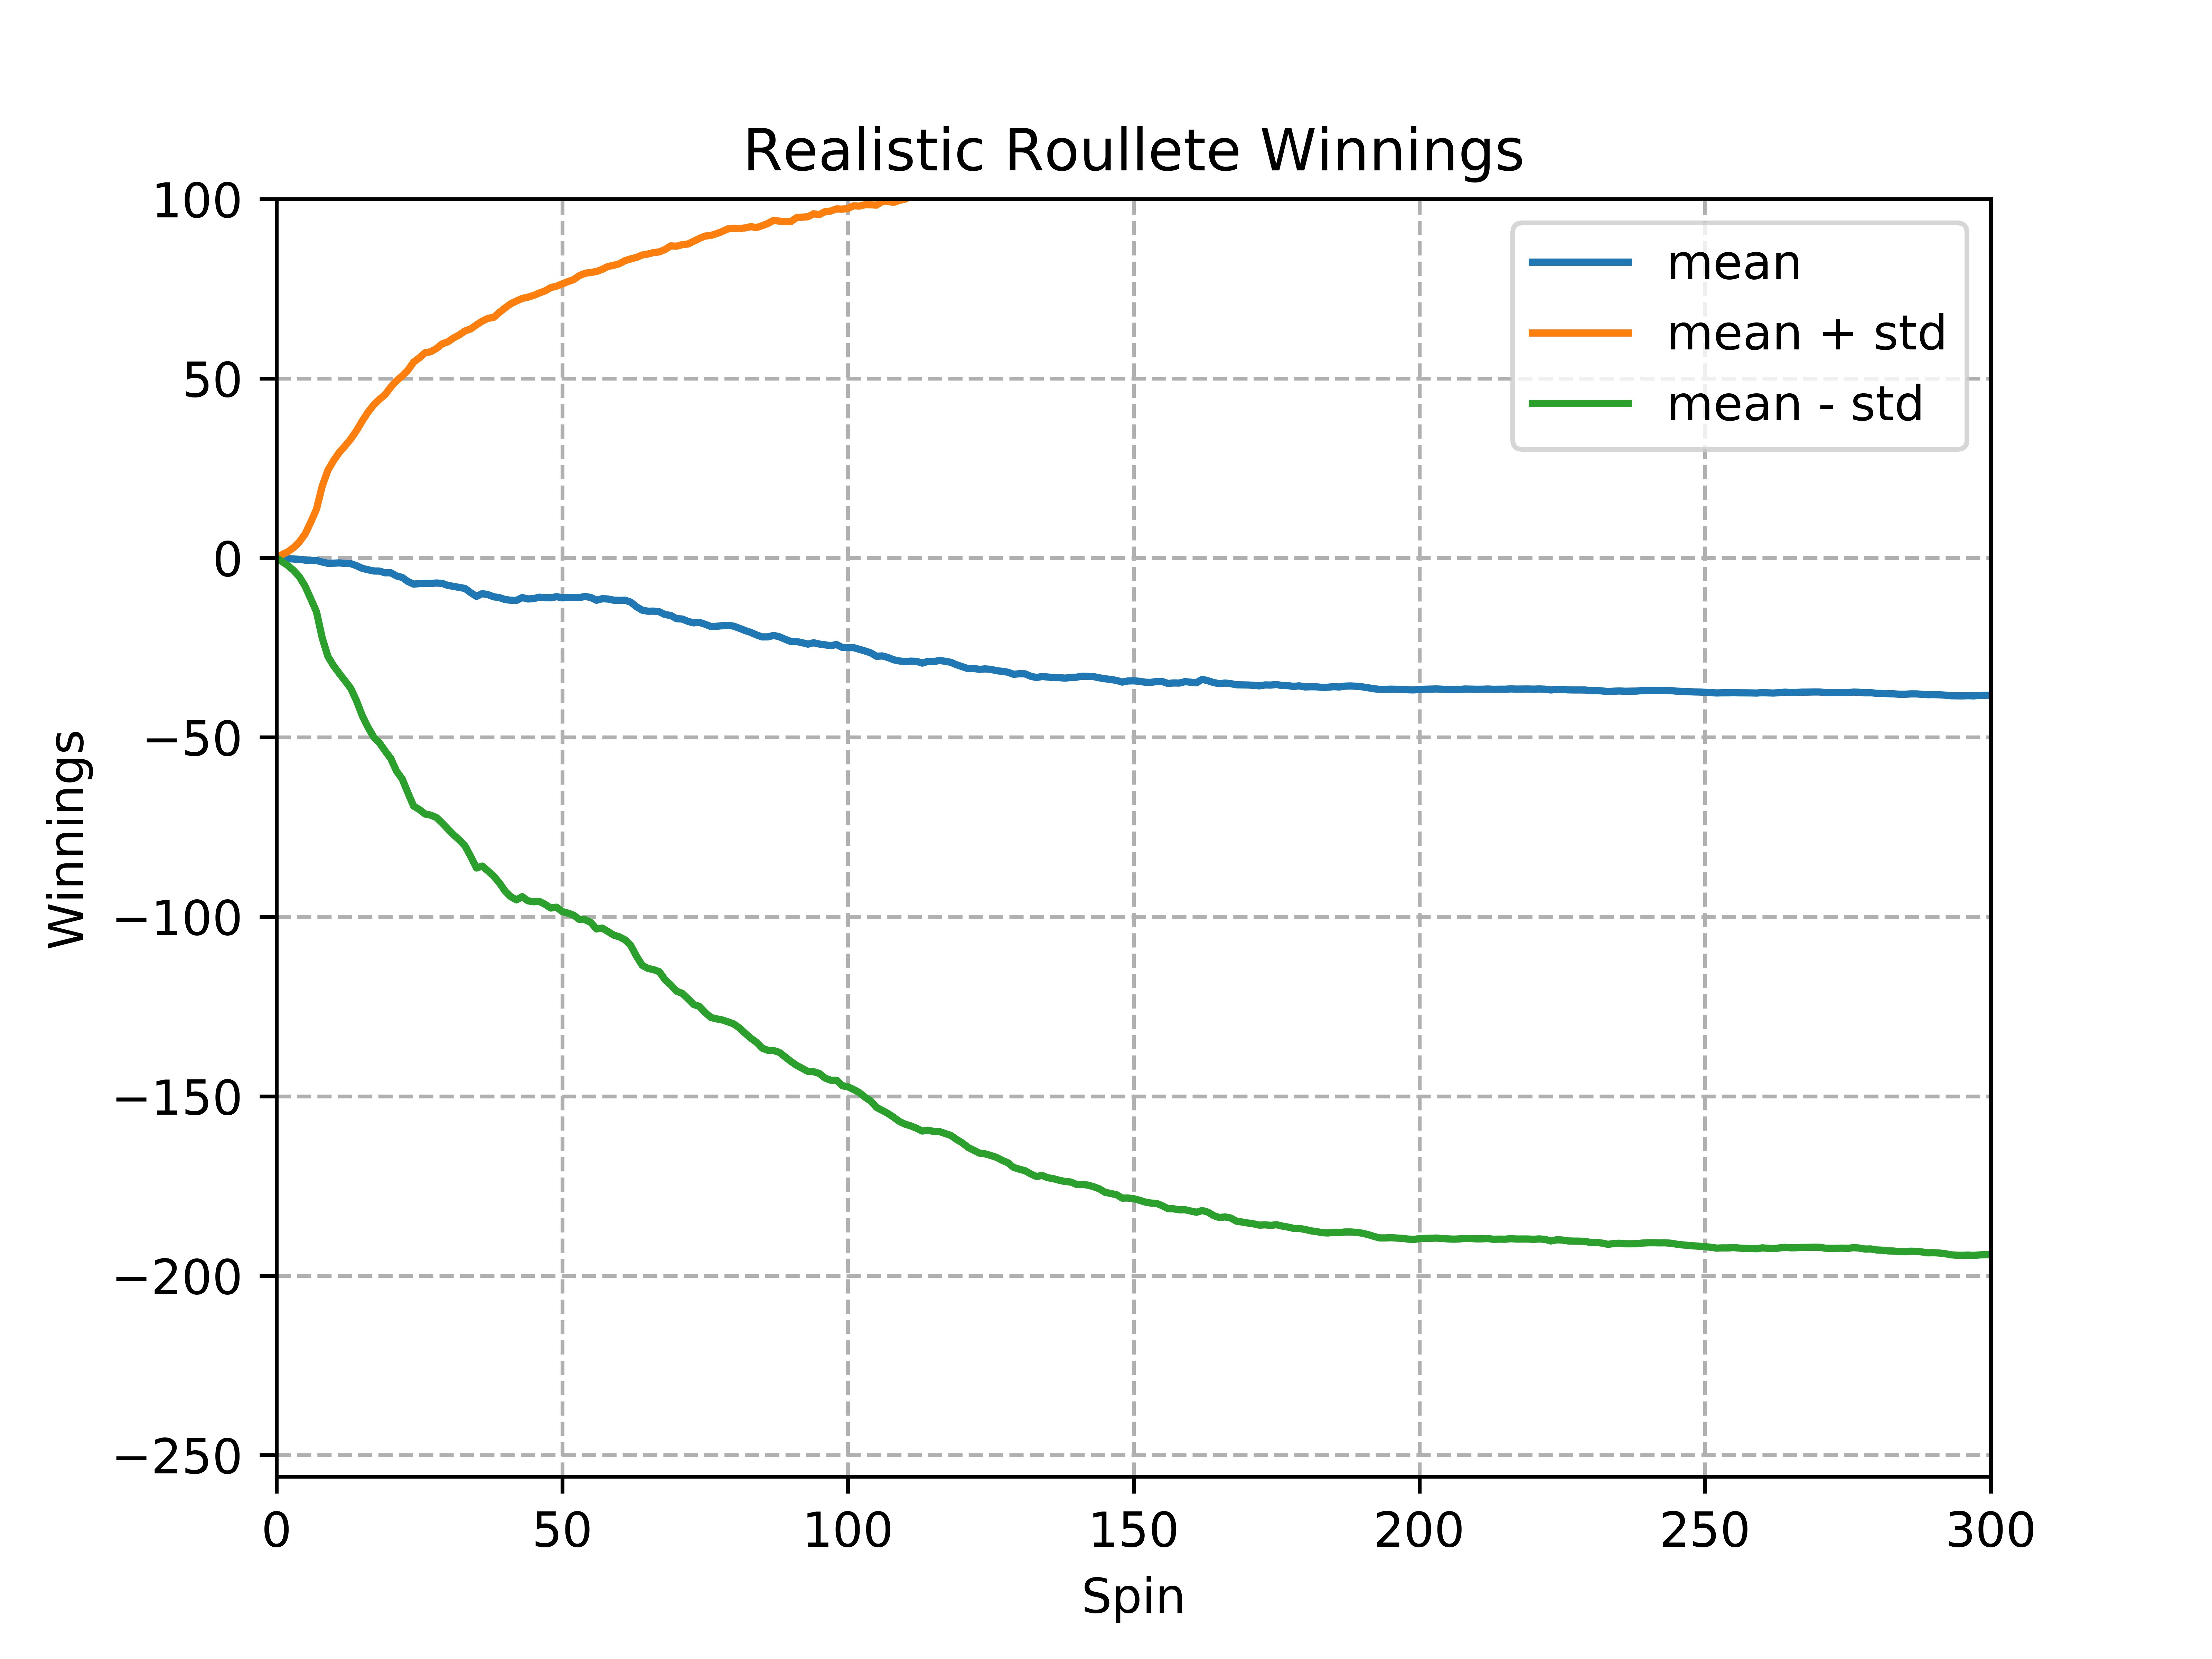 Realistic Roullete Winnings
100
50
0
−50
−100
−150
−200
−250
Winnings
mean
mean + std
mean - std
0 50 100 150 200 250 300
Spin